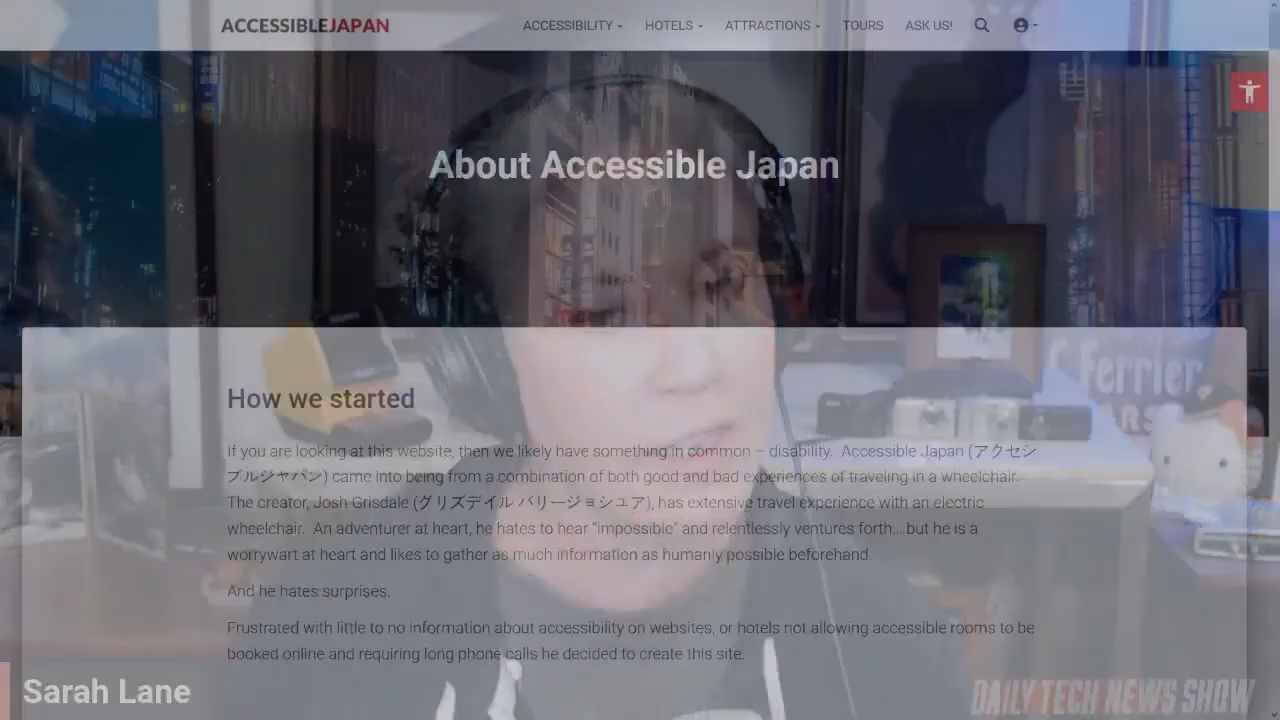 ACCESSIBLEJAPAN
ACCESSIBILITY HOTELS ATTRACTIONS TOURS ASK US!
About Accessible Japan
How we started
If you are looking at this website, then we likely have something in common – disability. Accessible Japan (アクセシ
ブルジャパン) came into being from a combination of both good and bad experiences of traveling in a wheelchair.
The creator, Josh Grisdale (グリズデイル バリージョシュア), has extensive travel experience with an electric
wheelchair. An adventurer at heart, he hates to hear “impossible” and relentlessly ventures forth….but he is a
worrywart at heart and likes to gather as much information as humanly possible beforehand.
And he hates surprises.
Frustrated with little to no information about accessibility on websites, or hotels not allowing accessible rooms to be
booked online and requiring long phone calls he decided to create this site.
Ferrier
Sarah Lane
DAILY TECH NEWS SHOW